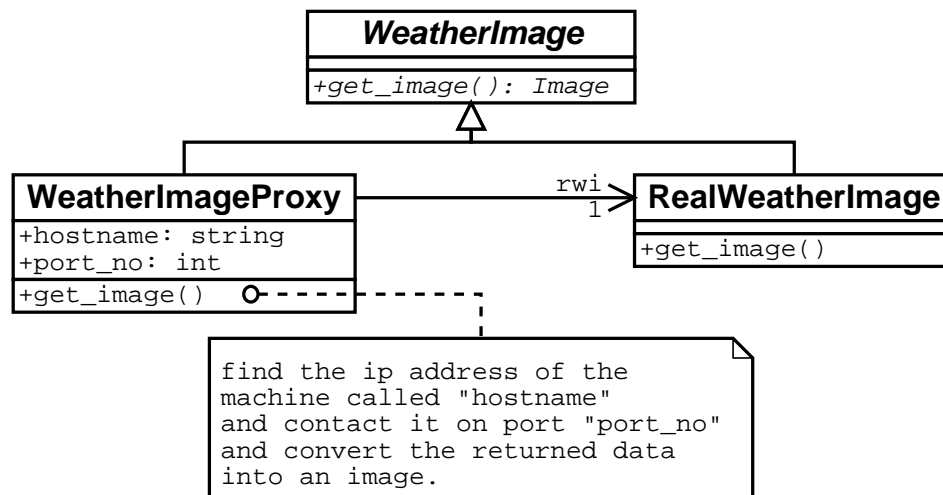 WeatherImage
+get_image(): Image
WeatherImageProxy
+hostname: string
+port_no: int
+get_image()
rwi
1
RealWeatherImage
+get_image()
find the ip address of the
machine called "hostname"
and contact it on port "port_no"
and convert the returned data
into an image.